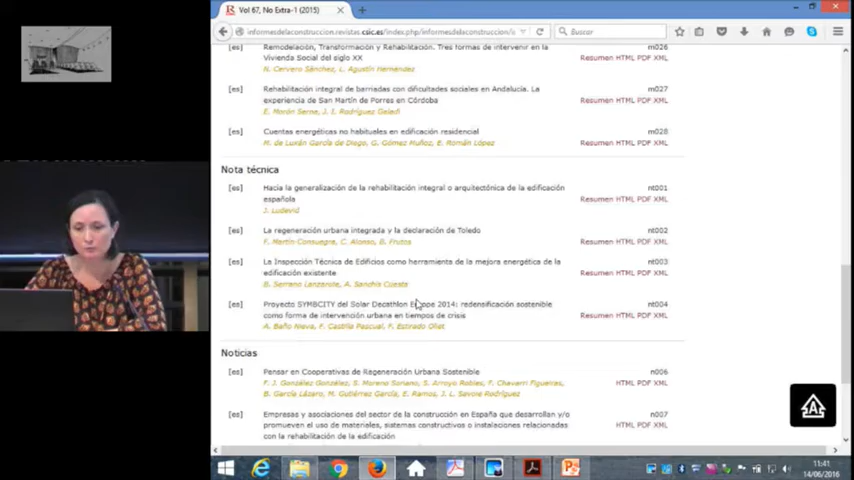 Vol 67, No Extra-1 (2015)
informesdelaconstruccion.revistas.csic.es/index.php/informesdelaconstruccion/is
Buscar
Remodelación, Transformación y Rehabilitación. Tres formas de intervenir en la
Vivienda Social del siglo XX
m026
Resumen HTML PDF XML
N. Cervero Sánchez, L. Agustín Hernández
[es]
Rehabilitación integral de barriadas con dificultades sociales en Andalucía. La
experiencia de San Martín de Porres en Córdoba
m027
Resumen HTML PDF XML
E. Morón Serna, J. I. Rodríguez Galadí
[es]
Cuentas energéticas no habituales en edificación residencial
m028
Resumen HTML PDF XML
M. de Luxán García de Diego, G. Gómez Muñoz, E. Román López
Nota técnica
[es]
Hacia la generalización de la rehabilitación integral o arquitectónica de la edificación
española
nt001
Resumen HTML PDF XML
J. Ludevid
[es]
La regeneración urbana integrada y la declaración de Toledo
nt002
Resumen HTML PDF XML
F. Martín-Consuegra, C. Alonso, B. Frutos
[es]
La Inspección Técnica de Edificios como herramienta de la mejora energética de la
edificación existente
nt003
Resumen HTML PDF XML
B. Serrano Lanzarote, A. Sanchis Cuesta
[es]
Proyecto SYMBCITY del Solar Decathlon Europe 2014: redensificación sostenible
como forma de intervención urbana en tiempos de crisis
nt004
Resumen HTML PDF XML
A. Baño Nieva, F. Castilla Pascual, F. Estrado Oliet
Noticias
[es]
Pensar en Cooperativas de Regeneración Urbana Sostenible
n006
HTML PDF XML
F. J. González González, S. Moreno Soriano, S. Arroyo Robles, F. Chavarri Figueiras,
B. García Lázaro, M. Gutiérrez García, E. Ramos, J. L. Savoie Rodríguez
[es]
Empresas y asociaciones del sector de la construcción en España que desarrollan y/o
promueven el uso de materiales, sistemas constructivos o instalaciones relacionadas
con la rehabilitación de la edificación
n007
HTML PDF XML
11:41
14/06/2016